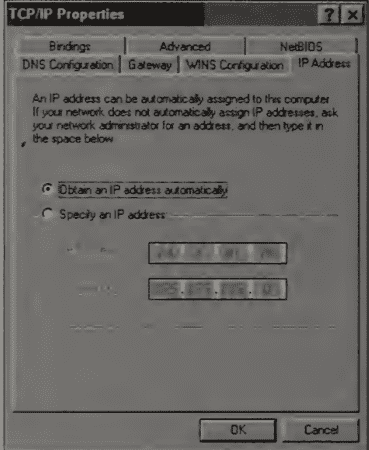 TCP/IP Properties
? ×
Bindings Advanced NetBIOS
DNS Configuration Gateway WINS Configuration IP Address
An IP address can be automatically assigned to this computer
If your network does not automatically assign IP addresses, ask
your network administrator for an address, and then type it in
the space below
Obtain an IP address automatically
Specify an IP address
OK Cancel